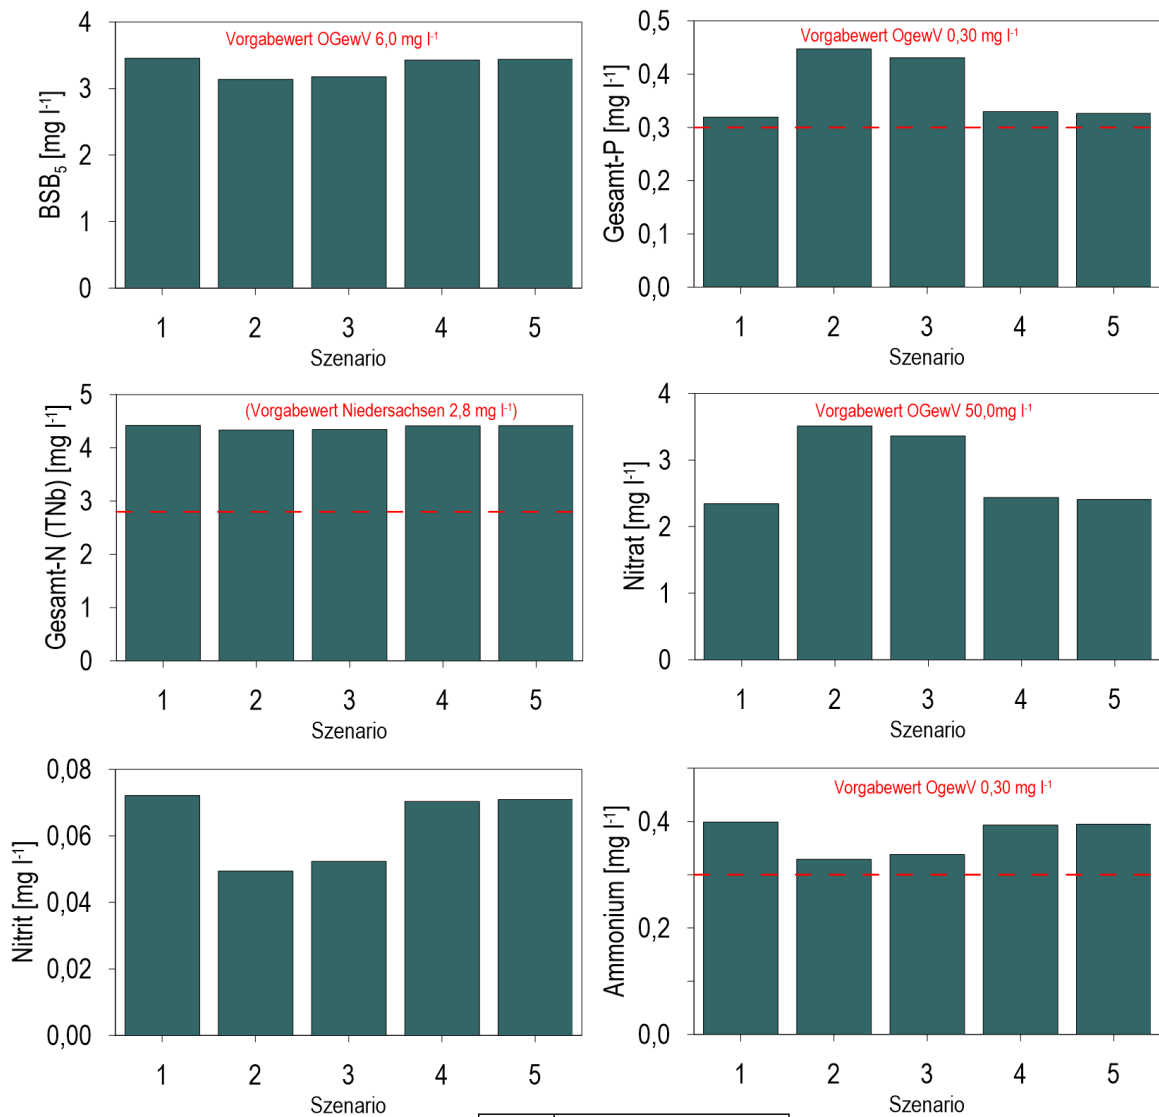 Vorgabewert OGewV 6,0 mg l⁻¹
BSB₅ [mg l⁻¹]
4
3
2
1
0
1 2 3 4 5
Szenario
Vorgabewert OgewV 0,30 mg l⁻¹
Gesamt-P [mg l⁻¹]
0,5
0,4
0,3
0,2
0,1
0,0
1 2 3 4 5
Szenario
(Vorgabewert Niedersachsen 2,8 mg l⁻¹)
Gesamt-N (TNb) [mg l⁻¹]
5
4
3
2
1
0
1 2 3 4 5
Szenario
Vorgabewert OGewV 50,0mg l⁻¹
Nitrat [mg l⁻¹]
4
3
2
1
0
1 2 3 4 5
Szenario
Nitrit [mg l⁻¹]
0,08
0,06
0,04
0,02
0,00
1 2 3 4 5
Szenario
Vorgabewert OgewV 0,30 mg l⁻¹
Ammonium [mg l⁻¹]
0,4
0,2
0,0
1 2 3 4 5
Szenario